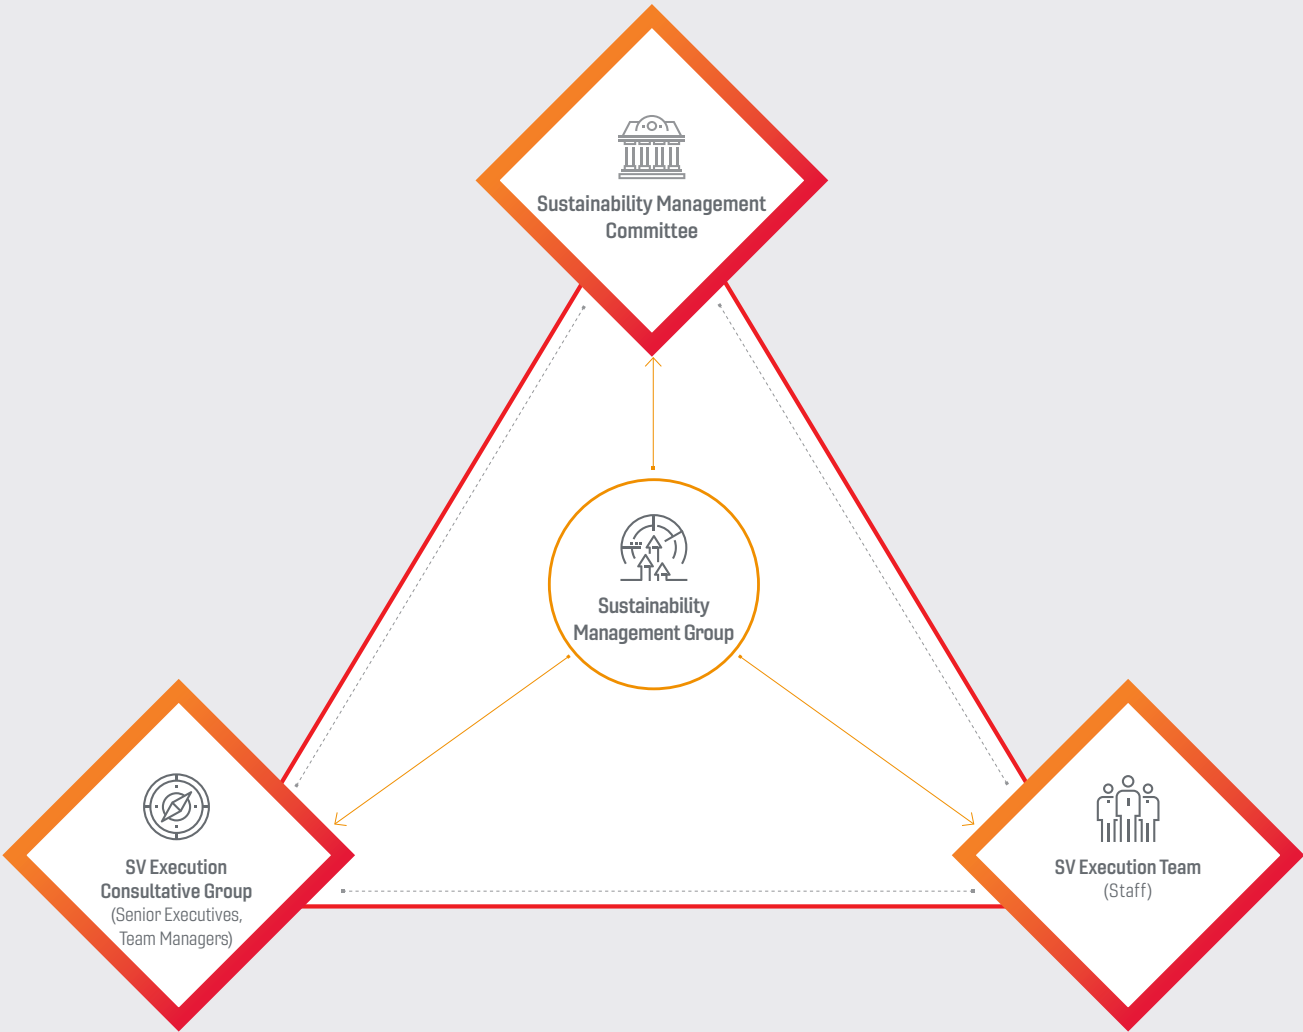 Sustainability Management
Committee
Sustainability
Management Group
SV Execution
Consultative Group
(Senior Executives,
Team Managers)
SV Execution Team
(Staff)